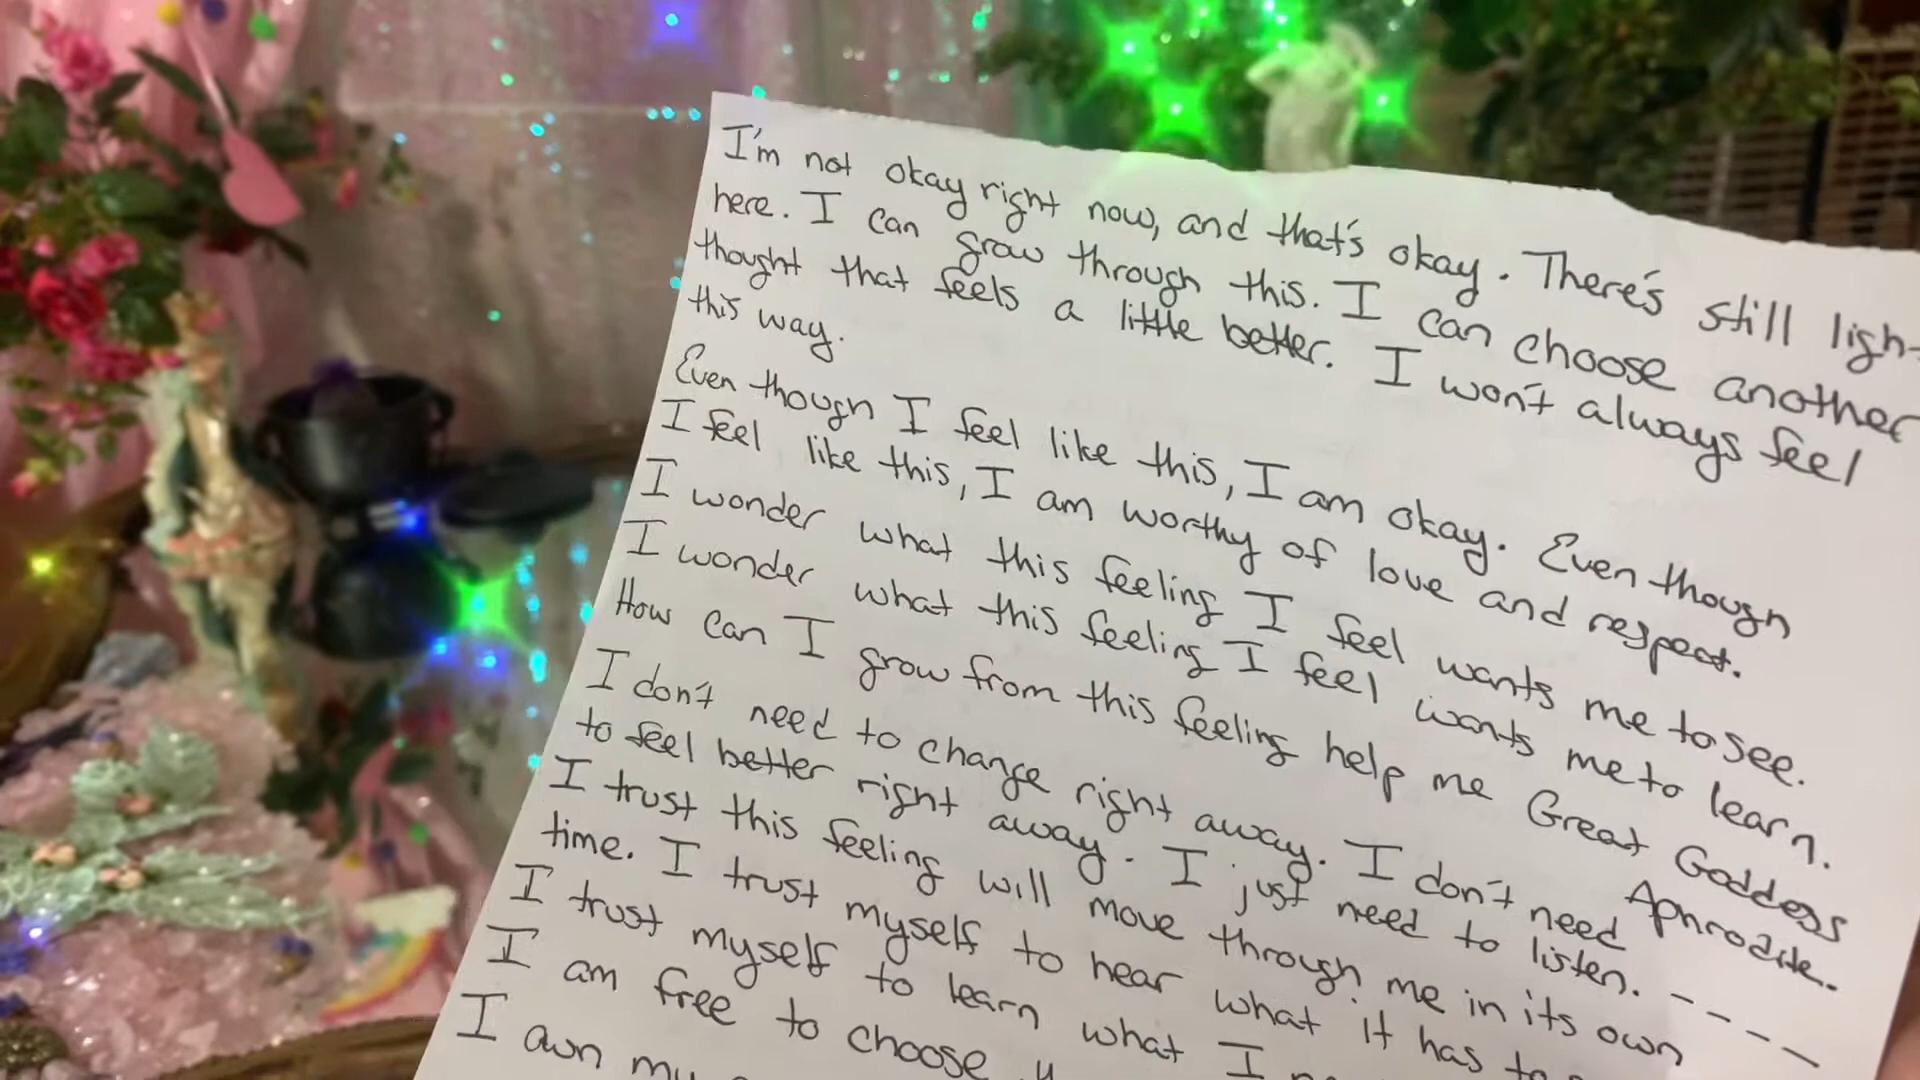 I'm not okay right now, and that's okay. There's still ligh
here. I can grow through this. I can choose another
thought that feels a little better. I won't always feel
this way.
Even though I feel like this, I am okay. Even though
I feel like this, I am worthy of love and respect.
I wonder what this feeling I feel wants me to see.
I wonder what this feeling I feel wants me to learn.
How can I grow from this feeling help me Great Goddess
Aphrodite.
I don't need to change right away. I don't need
to feel better right away. I just need to listen. ----
I trust this feeling will move through me in its own
time. I trust myself to hear what it has to
I trust myself to learn what I
I am free to choose
I own my